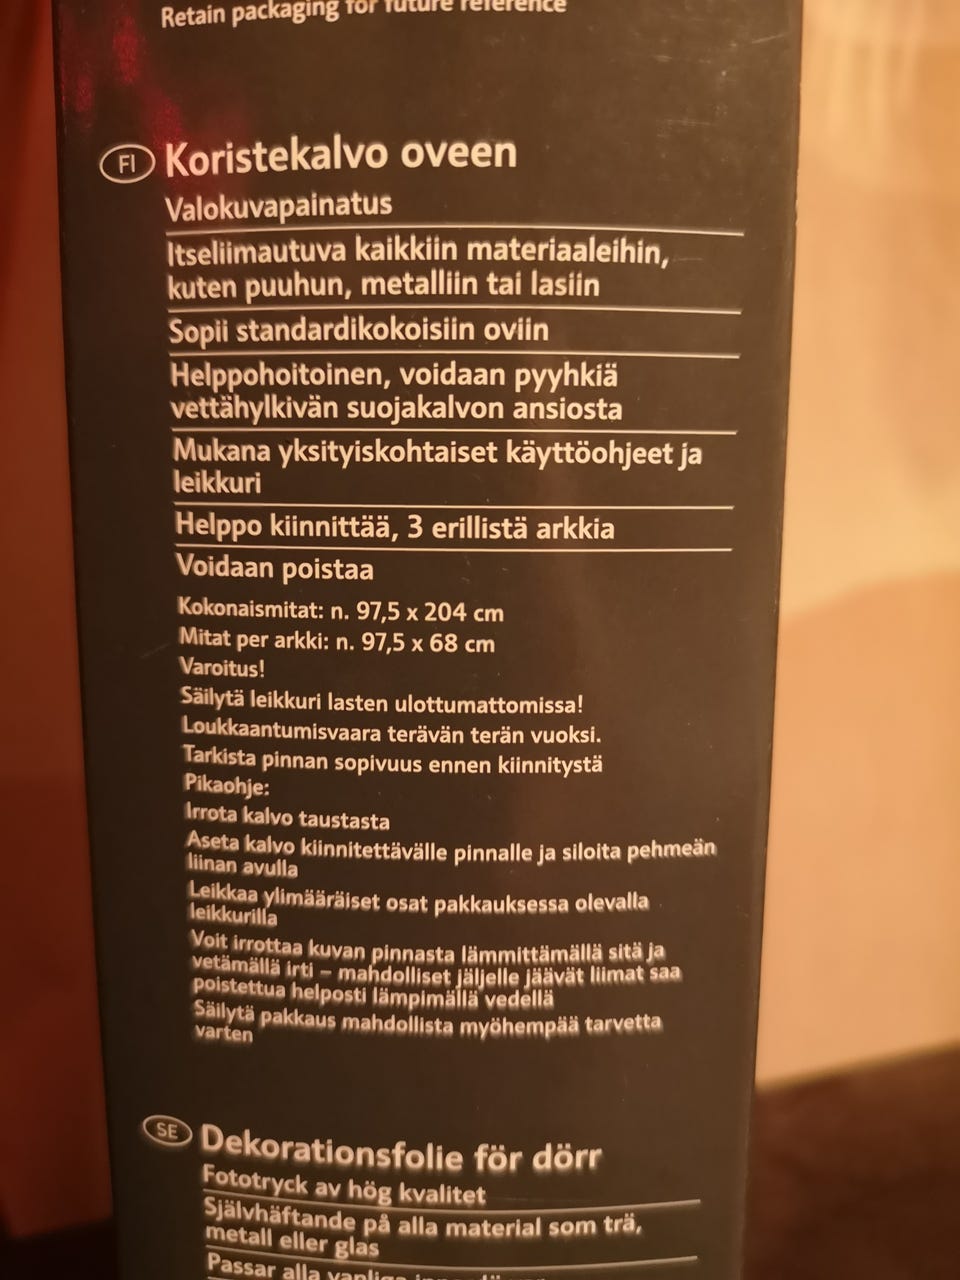 Retain packaging for future reference
FI Koristekalvo oveen
Valokuvapainatus
Itseliimautuva kaikkiin materiaaleihin,
kuten puuhun, metalliin tai lasiin
Sopii standardikokoisiin oviin
Helppohoitoinen, voidaan pyyhkiä
vettähylkivän suojakalvon ansiosta
Mukana yksityiskohtaiset käyttöohjeet ja
leikkuri
Helppo kiinnittää, 3 erillistä arkkia
Voidaan poistaa
Kokonaismitat: n. 97,5 x 204 cm
Mitat per arkki: n. 97,5 x 68 cm
Varoitus!
Säilytä leikkuri lasten ulottumattomissa!
Loukkaantumisvaara terävän terän vuoksi.
Tarkista pinnan sopivuus ennen kiinnitystä
Pikaohje:
Irrota kalvo taustasta
Aseta kalvo kiinnitettävälle pinnalle ja siloita pehmeän
liinan avulla
Leikkaa ylimääräiset osat pakkauksessa olevalla
leikkurilla
Voit irrottaa kuvan pinnasta lämmittämällä sitä ja
vetämällä irti – mahdolliset jäljelle jäävät liimat saa
poistettua helposti lämpimällä vedellä
Säilytä pakkaus mahdollista myöhempää tarvetta
varten
SE Dekorationsfolie för dörr
Fototryck av hög kvalitet
Självhäftande på alla material som trä,
metall eller glas
Passar alla vanliga